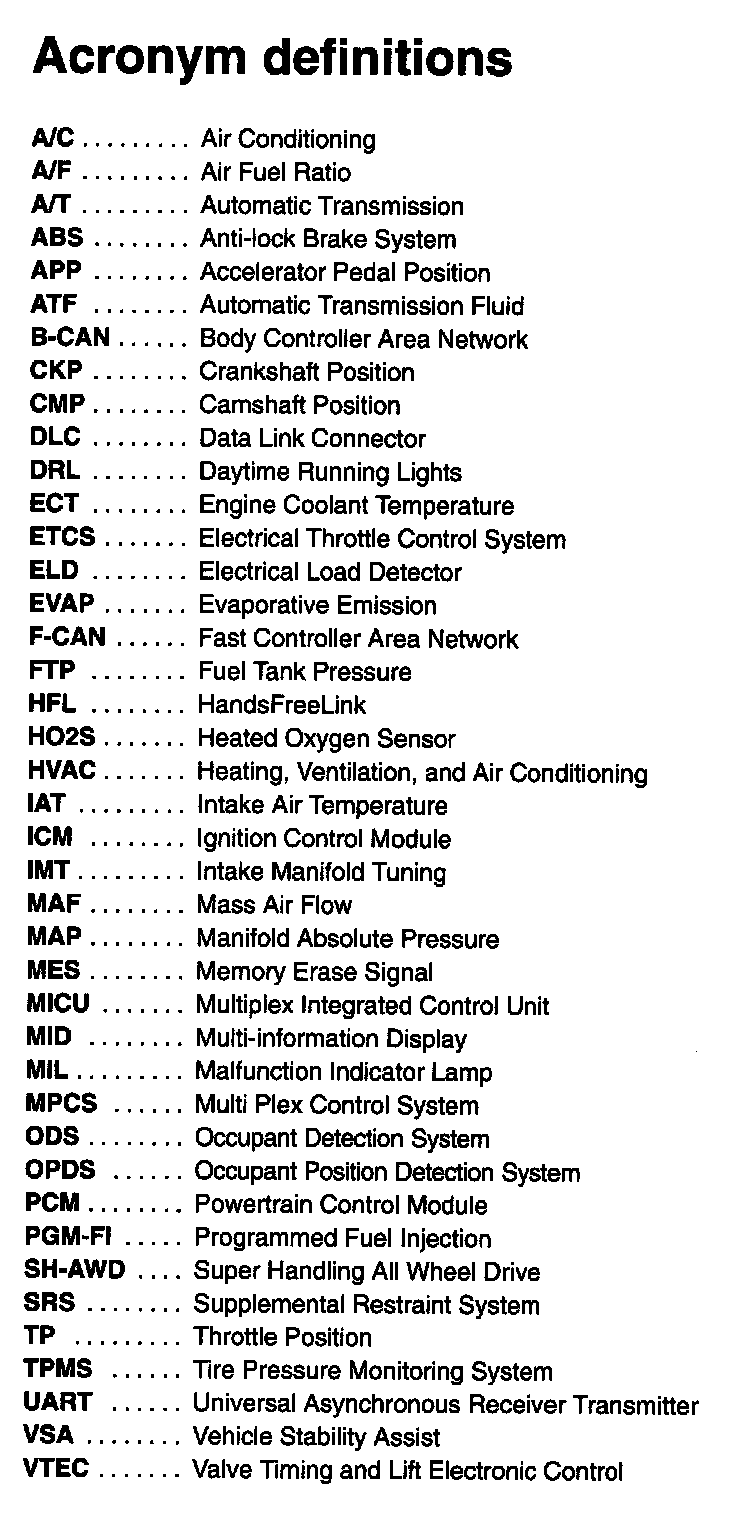 Acronym definitions
A/C ......... Air Conditioning
A/F ......... Air Fuel Ratio
A/T ......... Automatic Transmission
ABS ........ Anti-lock Brake System
APP ........ Accelerator Pedal Position
ATF ........ Automatic Transmission Fluid
B-CAN ...... Body Controller Area Network
CKP ........ Crankshaft Position
CMP ........ Camshaft Position
DLC ........ Data Link Connector
DRL ........ Daytime Running Lights
ECT ........ Engine Coolant Temperature
ETCS ....... Electrical Throttle Control System
ELD ........ Electrical Load Detector
EVAP ....... Evaporative Emission
F-CAN ...... Fast Controller Area Network
FTP ........ Fuel Tank Pressure
HFL ........ HandsFreeLink
HO2S ....... Heated Oxygen Sensor
HVAC ....... Heating, Ventilation, and Air Conditioning
IAT ......... Intake Air Temperature
ICM ........ Ignition Control Module
IMT ......... Intake Manifold Tuning
MAF ........ Mass Air Flow
MAP ........ Manifold Absolute Pressure
MES ........ Memory Erase Signal
MICU ....... Multiplex Integrated Control Unit
MID ........ Multi-information Display
MIL ......... Malfunction Indicator Lamp
MPCS ...... Multi Plex Control System
ODS ........ Occupant Detection System
OPDS ...... Occupant Position Detection System
PCM ........ Powertrain Control Module
PGM-FI ..... Programmed Fuel Injection
SH-AWD .... Super Handling All Wheel Drive
SRS ........ Supplemental Restraint System
TP ......... Throttle Position
TPMS ...... Tire Pressure Monitoring System
UART ...... Universal Asynchronous Receiver Transmitter
VSA ........ Vehicle Stability Assist
VTEC ....... Valve Timing and Lift Electronic Control